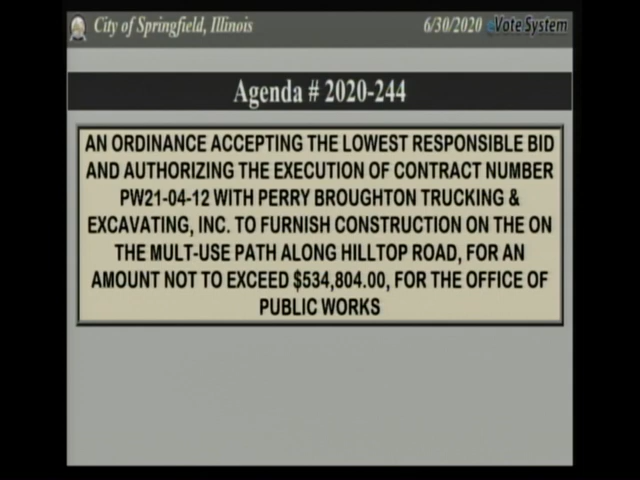 City of Springfield, Illinois 6/30/2020 eVote System
Agenda # 2020-244
AN ORDINANCE ACCEPTING THE LOWEST RESPONSIBLE BID
AND AUTHORIZING THE EXECUTION OF CONTRACT NUMBER
PW21-04-12 WITH PERRY BROUGHTON TRUCKING &
EXCAVATING, INC. TO FURNISH CONSTRUCTION ON THE ON
THE MULT-USE PATH ALONG HILLTOP ROAD, FOR AN
AMOUNT NOT TO EXCEED $534,804.00, FOR THE OFFICE OF
PUBLIC WORKS